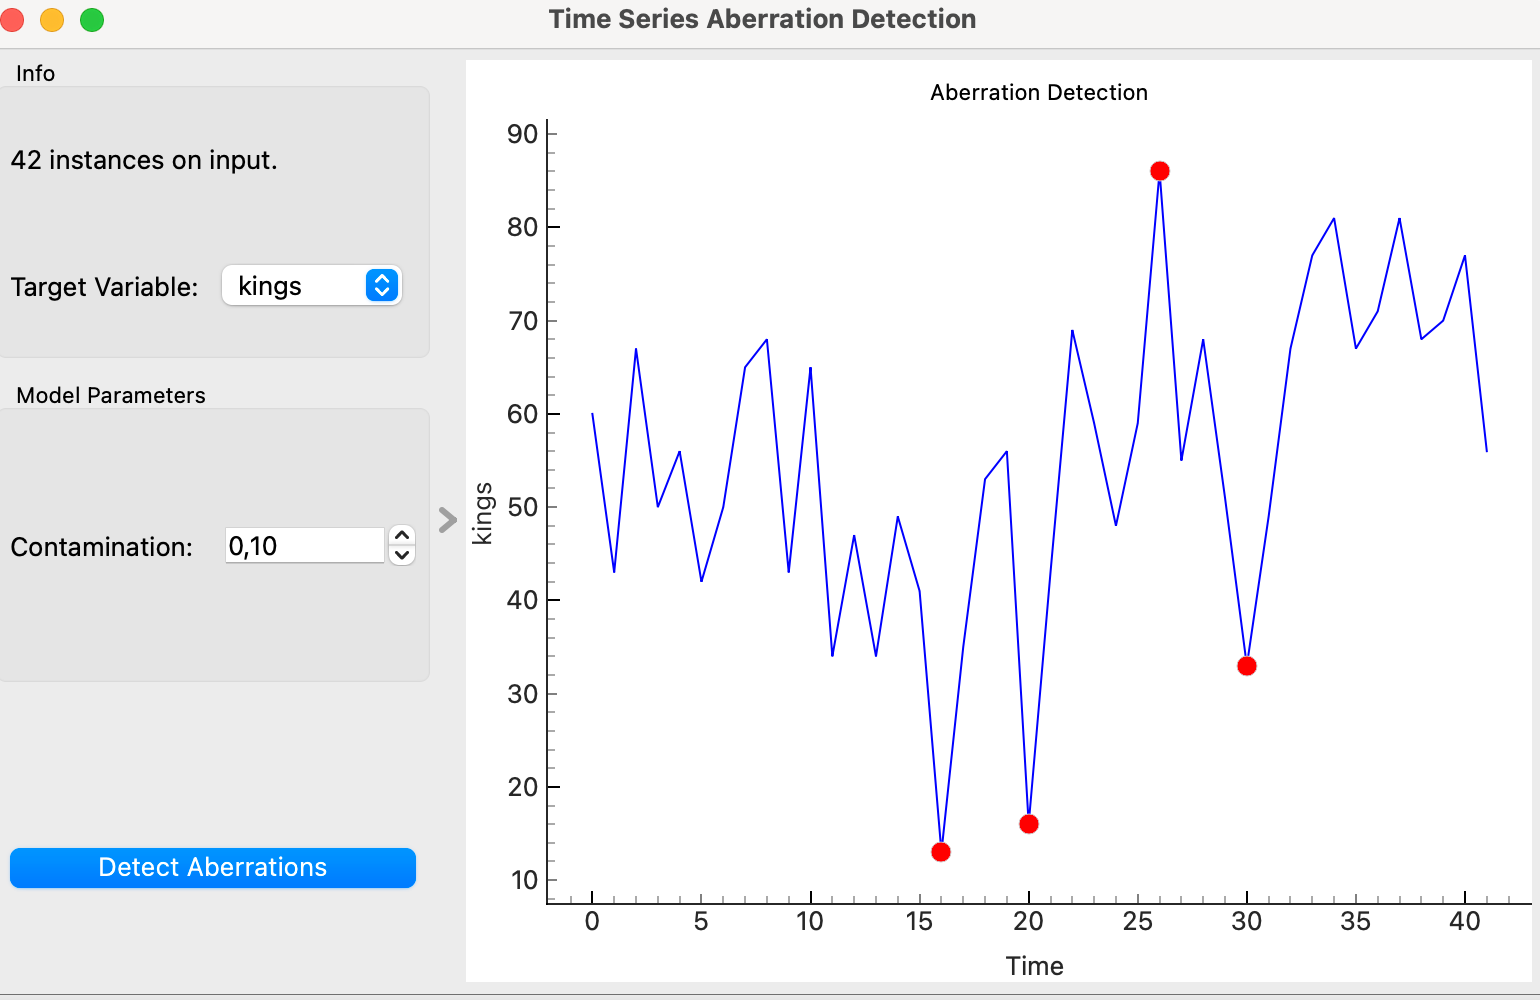 Time Series Aberration Detection
Info
42 instances on input.
Target Variable: kings
Model Parameters
Contamination: 0,10
Detect Aberrations
Aberration Detection
90
80
70
60
50
40
30
20
10
kings
0 5 10 15 20 25 30 35 40
Time